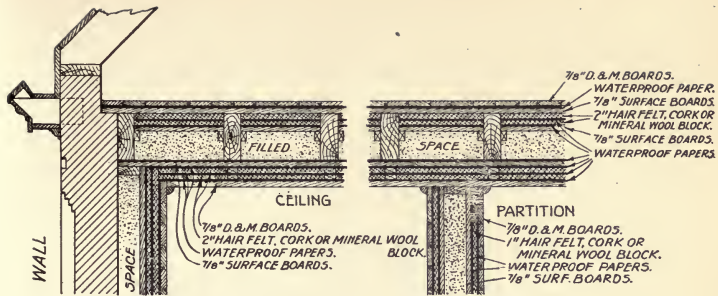 7/8" D. & M. BOARDS.
WATERPROOF PAPER.
7/8" SURFACE BOARDS.
2" HAIR FELT, CORK OR
MINERAL WOOL BLOCK.
7/8" SURFACE BOARDS.
WATERPROOF PAPERS.
FILLED
SPACE
CEILING
7/8" D. & M. BOARDS.
2" HAIR FELT, CORK OR MINERAL WOOL
BLOCK.
WATERPROOF PAPERS.
7/8" SURFACE BOARDS.
PARTITION
7/8" D. & M. BOARDS.
1" HAIR FELT, CORK OR
MINERAL WOOL BLOCK.
WATERPROOF PAPERS.
7/8" SURF. BOARDS.
WALL
SPACE